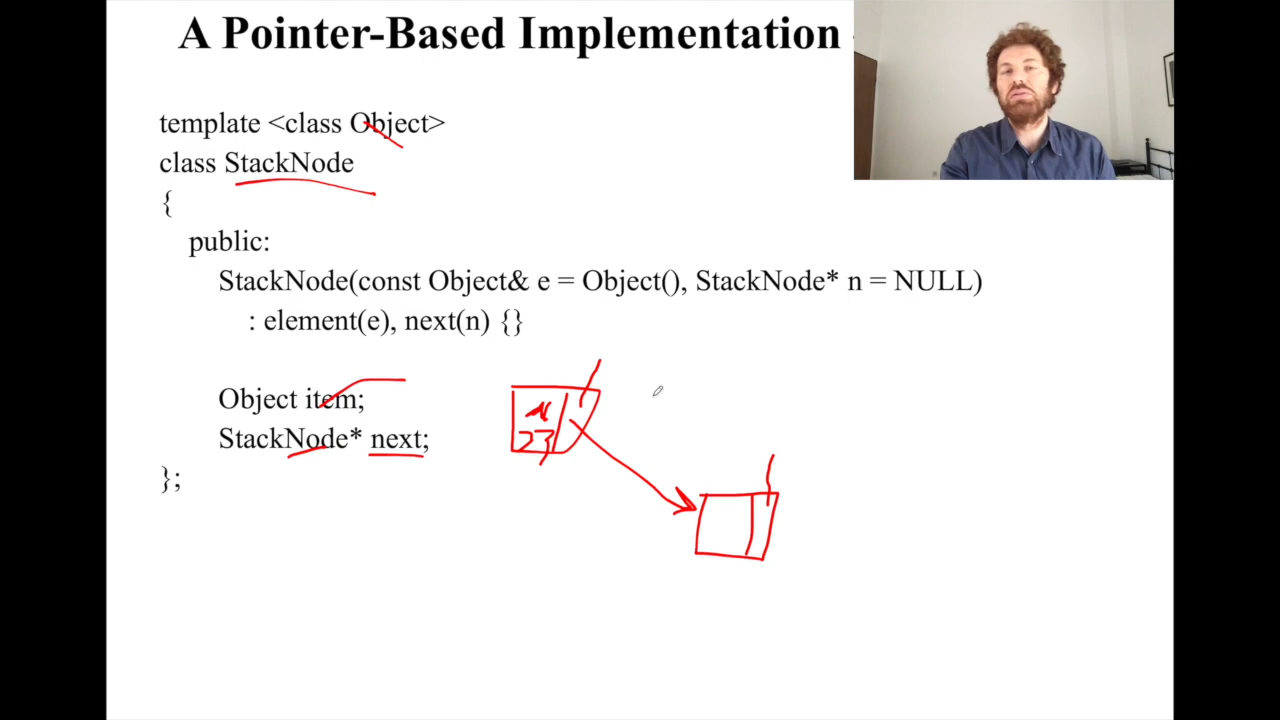 A Pointer-Based Implementation
template <class Object>
class StackNode
{
public:
StackNode(const Object& e = Object(), StackNode* n = NULL)
: element(e), next(n) {}
Object item;
StackNode* next;
};
23